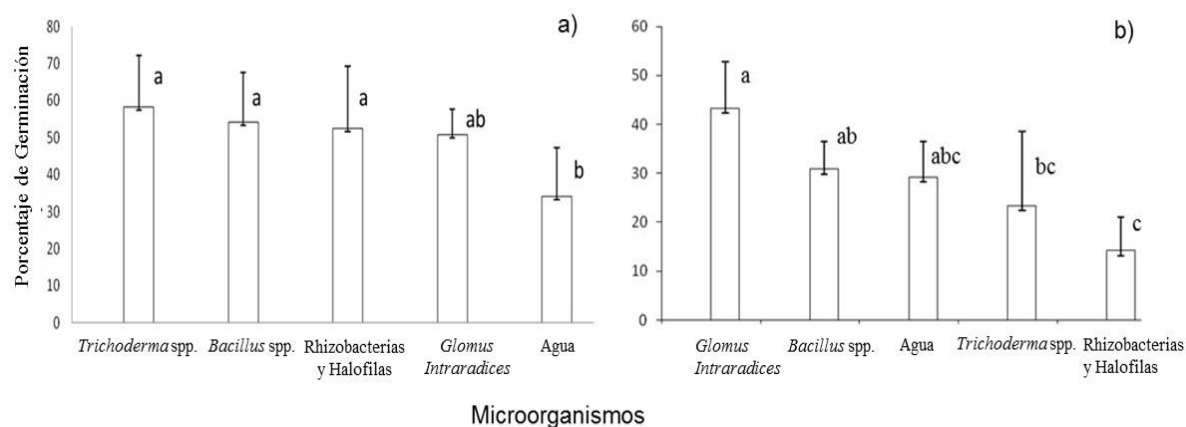 a)
Porcentaje de Germinación
80
70
60
50
40
30
20
10
0
a
a
a
ab
b
Trichoderma spp.
Bacillus spp.
Rhizobacterias
y Halofilas
Glomus
Intraradices
Agua
b)
60
50
40
30
20
10
0
a
ab
abc
bc
c
Glomus
Intraradices
Bacillus spp.
Agua
Trichoderma spp.
Rhizobacterias
y Halofilas
Microorganismos